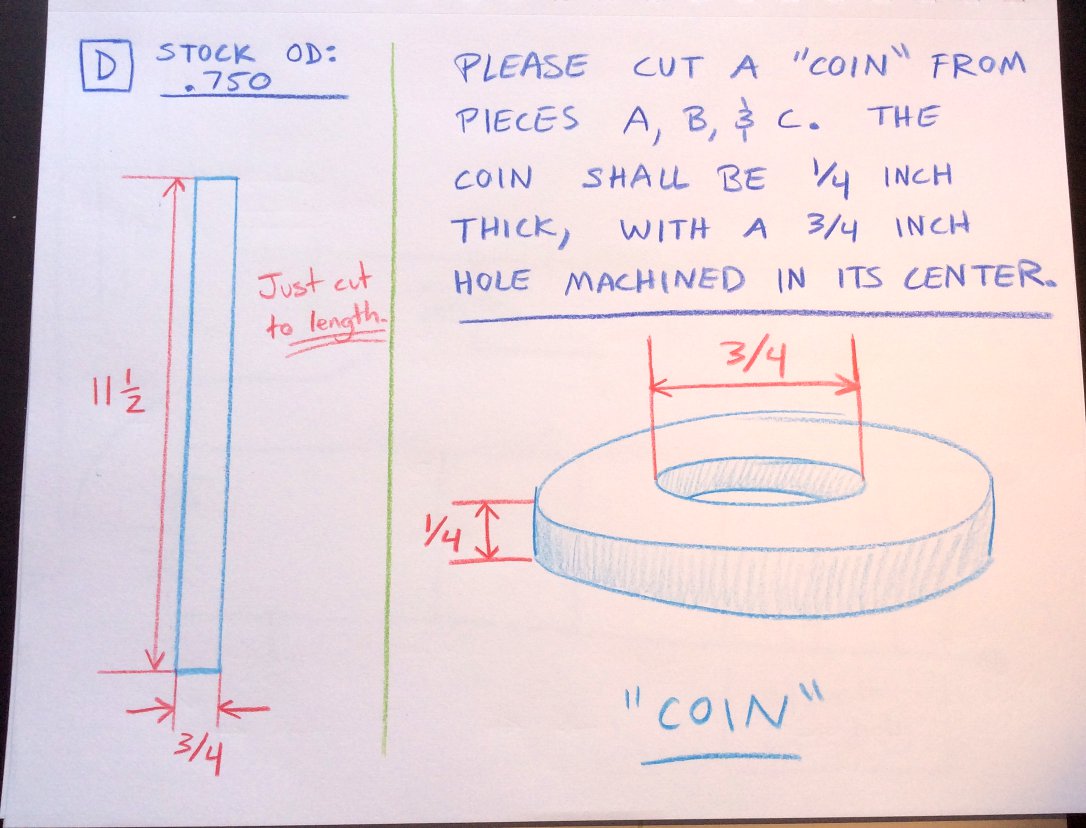 D STOCK OD:
.750
11 1/2
Just cut
to length.
3/4
PLEASE CUT A "COIN" FROM
PIECES A, B, & C. THE
COIN SHALL BE 1/4 INCH
THICK, WITH A 3/4 INCH
HOLE MACHINED IN ITS CENTER.
3/4
1/4
"COIN"